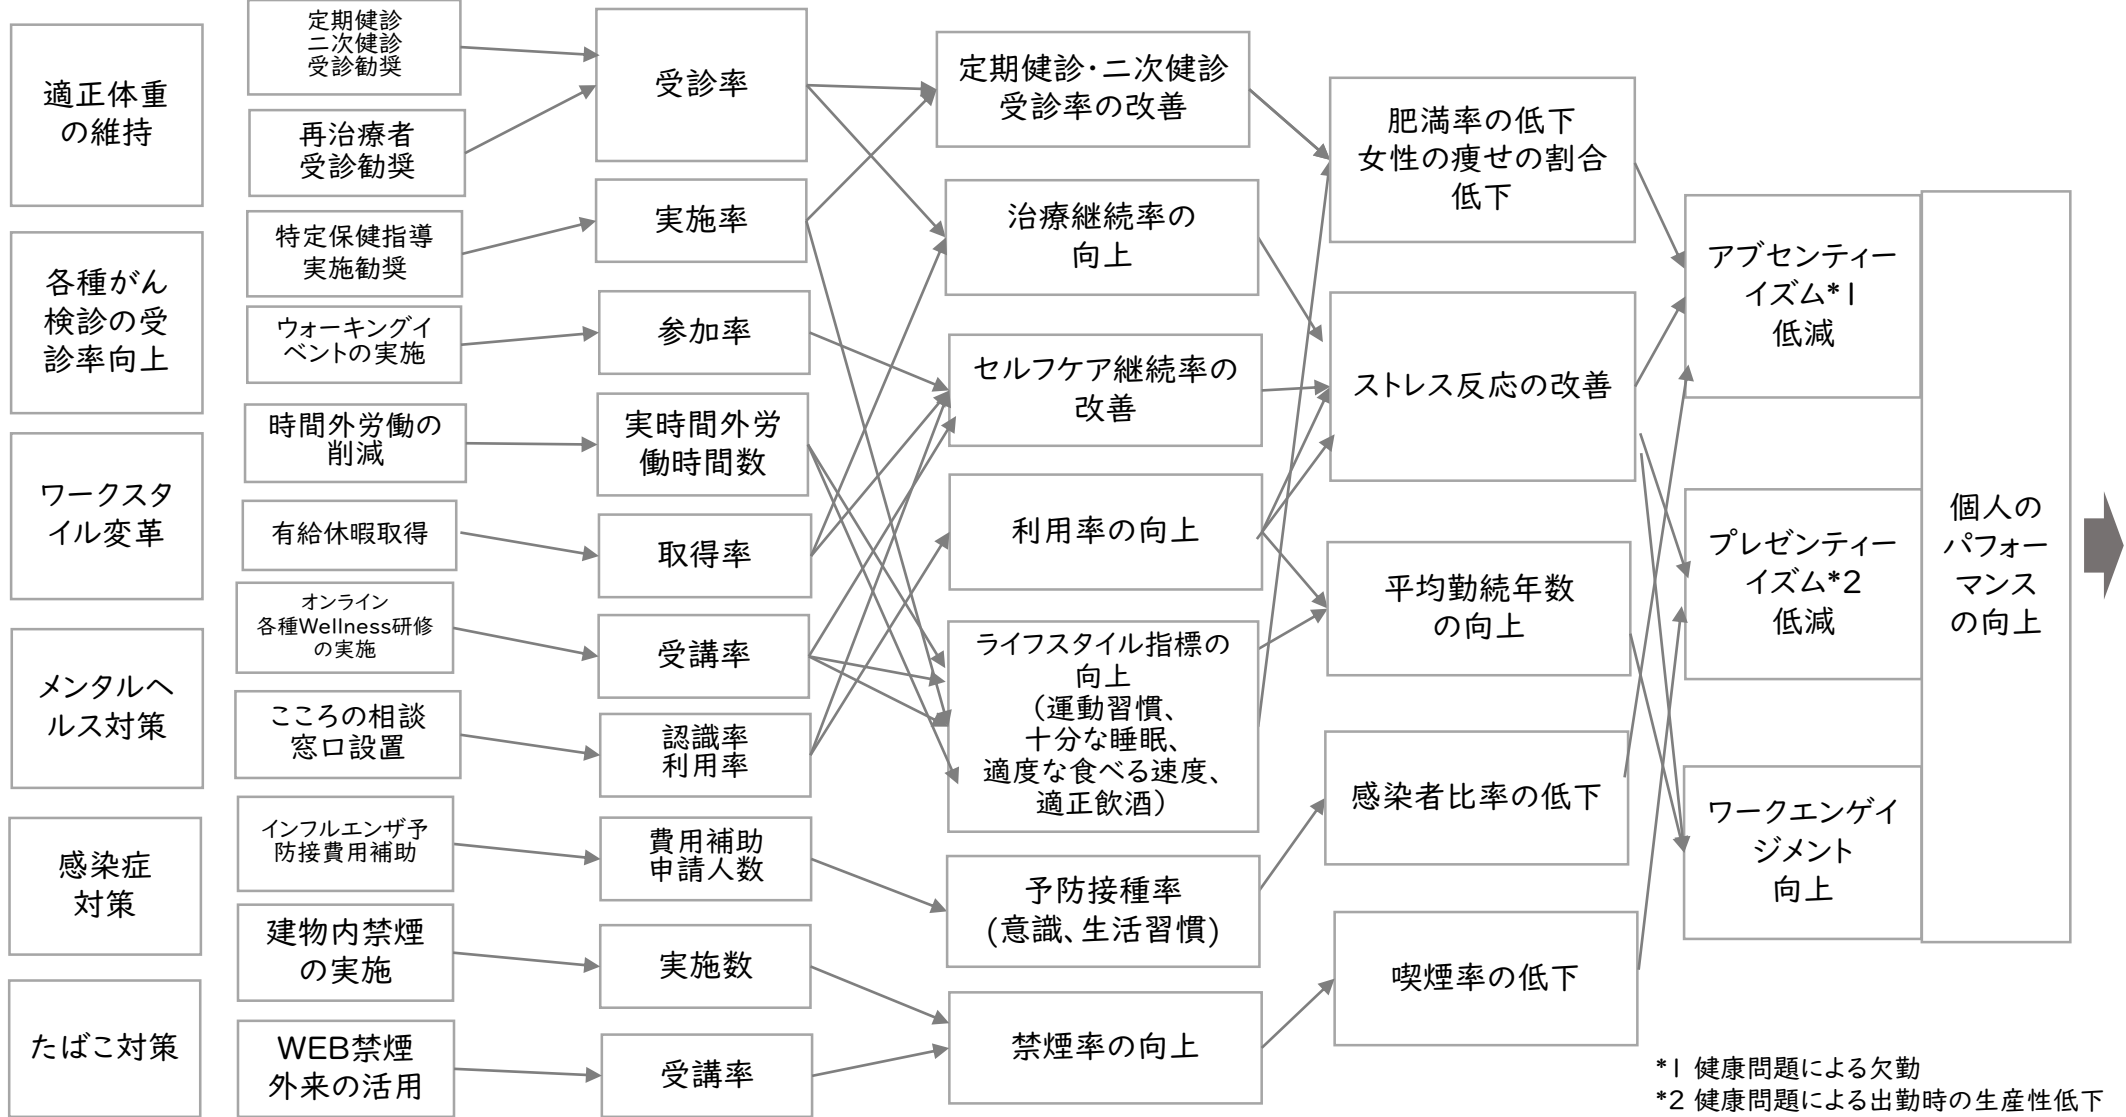 適正体重
の維持
各種がん
検診の受
診率向上
ワークスタ
イル変革
メンタルヘ
ルス対策
感染症
対策
たばこ対策
定期健診
二次健診
受診勧奨
再治療者
受診勧奨
特定保健指導
実施勧奨
ウォーキングイ
ベントの実施
時間外労働の
削減
有給休暇取得
オンライン
各種Wellness研修
の実施
こころの相談
窓口設置
インフルエンザ予
防接費用補助
建物内禁煙
の実施
WEB禁煙
外来の活用
受診率
実施率
参加率
実時間外労
働時間数
取得率
受講率
認識率
利用率
費用補助
申請人数
実施数
受講率
定期健診・二次健診
受診率の改善
治療継続率の
向上
セルフケア継続率の
改善
利用率の向上
ライフスタイル指標の
向上
（運動習慣、
十分な睡眠、
適度な食べる速度、
適正飲酒）
予防接種率
(意識、生活習慣)
禁煙率の向上
肥満率の低下
女性の痩せの割合
低下
ストレス反応の改善
平均勤続年数
の向上
感染者比率の低下
喫煙率の低下
アブセンティー
イズム*1
低減
プレゼンティー
イズム*2
低減
ワークエンゲイ
ジメント
向上
個人の
パフォー
マンス
の向上
*1 健康問題による欠勤
*2 健康問題による出勤時の生産性低下